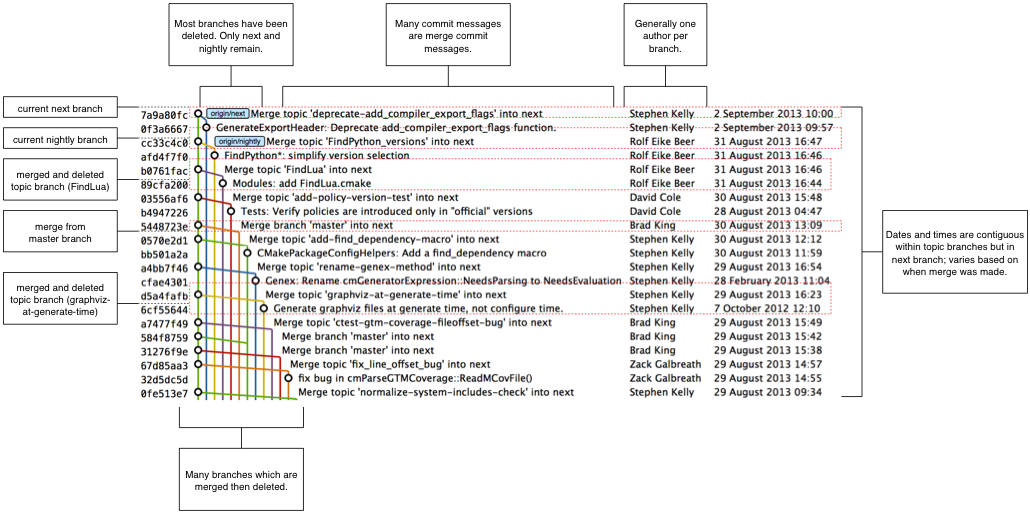 Most branches have been
deleted. Only next and
nightly remain.
Many commit messages
are merge commit
messages.
Generally one
author per
branch.
current next branch
current nightly branch
merged and deleted
topic branch (FindLua)
merge from
master branch
merged and deleted
topic branch (graphviz-
at-generate-time)
7a9a80fc origin/next Merge topic 'deprecate-add_compiler_export_flags' into next Stephen Kelly 2 September 2013 10:00
0f3a6667 GenerateExportHeader: Deprecate add_compiler_export_flags function. Stephen Kelly 2 September 2013 09:57
cc33c4c0 origin/nightly Merge topic 'FindPython_versions' into next Rolf Eike Beer 31 August 2013 16:47
afd4f7f0 FindPython*: simplify version selection Rolf Eike Beer 31 August 2013 16:46
b0761fac Merge topic 'FindLua' into next Rolf Eike Beer 31 August 2013 16:46
89cfa200 Modules: add FindLua.cmake Rolf Eike Beer 31 August 2013 16:44
03556af6 Merge topic 'add-policy-version-test' into next David Cole 30 August 2013 15:48
b4947226 Tests: Verify policies are introduced only in "official" versions David Cole 28 August 2013 04:47
5448723e Merge branch 'master' into next Brad King 30 August 2013 13:09
0570e2d1 Merge topic 'add-find_dependency-macro' into next Stephen Kelly 30 August 2013 12:12
bb501a2a CMakePackageConfigHelpers: Add a find_dependency macro Stephen Kelly 30 August 2013 11:59
a4bb7f46 Merge topic 'rename-genex-method' into next Stephen Kelly 29 August 2013 16:54
cfae4301 Genex: Rename cmGeneratorExpression::NeedsParsing to NeedsEvaluation Stephen Kelly 28 February 2013 11:04
d5a4fafb Merge topic 'graphviz-at-generate-time' into next Stephen Kelly 29 August 2013 16:23
6cf55644 Generate graphviz files at generate time, not configure time. Stephen Kelly 7 October 2012 12:10
a7477f49 Merge topic 'ctest-gtm-coverage-fileoffset-bug' into next Brad King 29 August 2013 15:49
584f8759 Merge branch 'master' into next Brad King 29 August 2013 15:42
31276f9e Merge branch 'master' into next Brad King 29 August 2013 15:38
67d85aa3 Merge topic 'fix_line_offset_bug' into next Zack Galbreath 29 August 2013 14:57
32d5dc5d fix bug in cmParseGTMCoverage::ReadMCovFile() Zack Galbreath 29 August 2013 14:55
0fe513e7 Merge topic 'normalize-system-includes-check' into next Stephen Kelly 29 August 2013 09:34
Dates and times are contiguous
within topic branches but in
next branch; varies based on
when merge was made.
Many branches which are
merged then deleted.